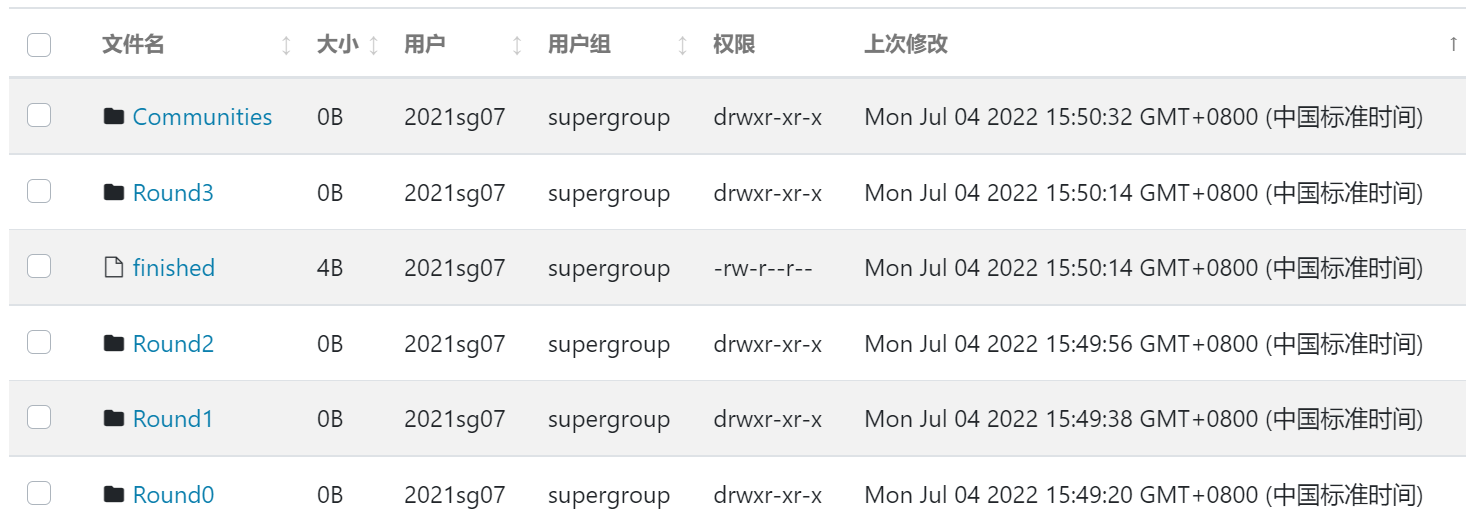 文件名 大小 用户 用户组 权限 上次修改
Communities 0B 2021sg07 supergroup drwxr-xr-x Mon Jul 04 2022 15:50:32 GMT+0800 (中国标准时间)
Round3 0B 2021sg07 supergroup drwxr-xr-x Mon Jul 04 2022 15:50:14 GMT+0800 (中国标准时间)
finished 4B 2021sg07 supergroup -rw-r--r-- Mon Jul 04 2022 15:50:14 GMT+0800 (中国标准时间)
Round2 0B 2021sg07 supergroup drwxr-xr-x Mon Jul 04 2022 15:49:56 GMT+0800 (中国标准时间)
Round1 0B 2021sg07 supergroup drwxr-xr-x Mon Jul 04 2022 15:49:38 GMT+0800 (中国标准时间)
Round0 0B 2021sg07 supergroup drwxr-xr-x Mon Jul 04 2022 15:49:20 GMT+0800 (中国标准时间)